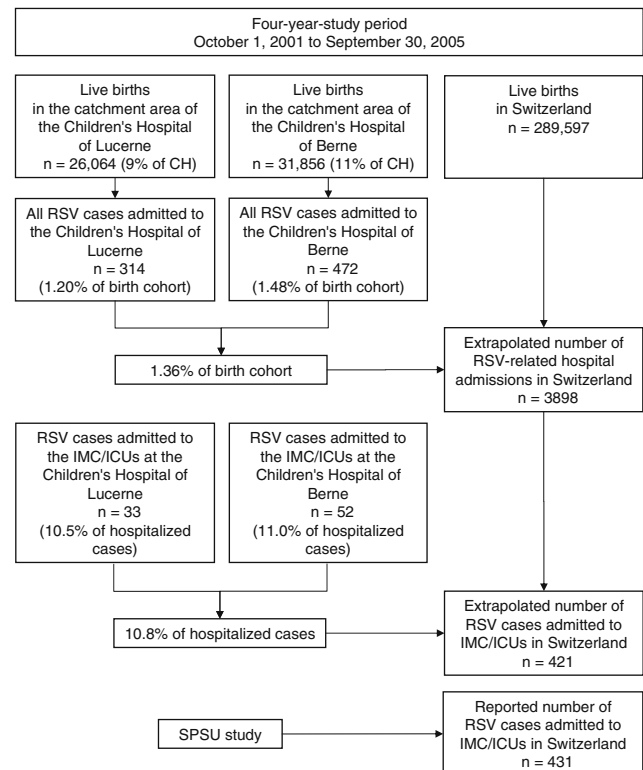 Four-year-study period
October 1, 2001 to September 30, 2005
Live births
in the catchment area of
the Children's Hospital
of Lucerne
n = 26,064 (9% of CH)
Live births
in the catchment area of
the Children's Hospital
of Berne
n = 31,856 (11% of CH)
Live births
in Switzerland
n = 289,597
All RSV cases admitted to
the Children's Hospital of
Lucerne
n = 314
(1.20% of birth cohort)
All RSV cases admitted to
the Children's Hospital of
Berne
n = 472
(1.48% of birth cohort)
1.36% of birth cohort
Extrapolated number of
RSV-related hospital
admissions in Switzerland
n = 3898
RSV cases admitted to
the IMC/ICUs at the
Children's Hospital of
Lucerne
n = 33
(10.5% of hospitalized
cases)
RSV cases admitted to
the IMC/ICUs at the
Children's Hospital of
Berne
n = 52
(11.0% of hospitalized
cases)
10.8% of hospitalized cases
Extrapolated number of
RSV cases admitted to
IMC/ICUs in Switzerland
n = 421
SPSU study
Reported number of
RSV cases admitted to
IMC/ICUs in Switzerland
n = 431